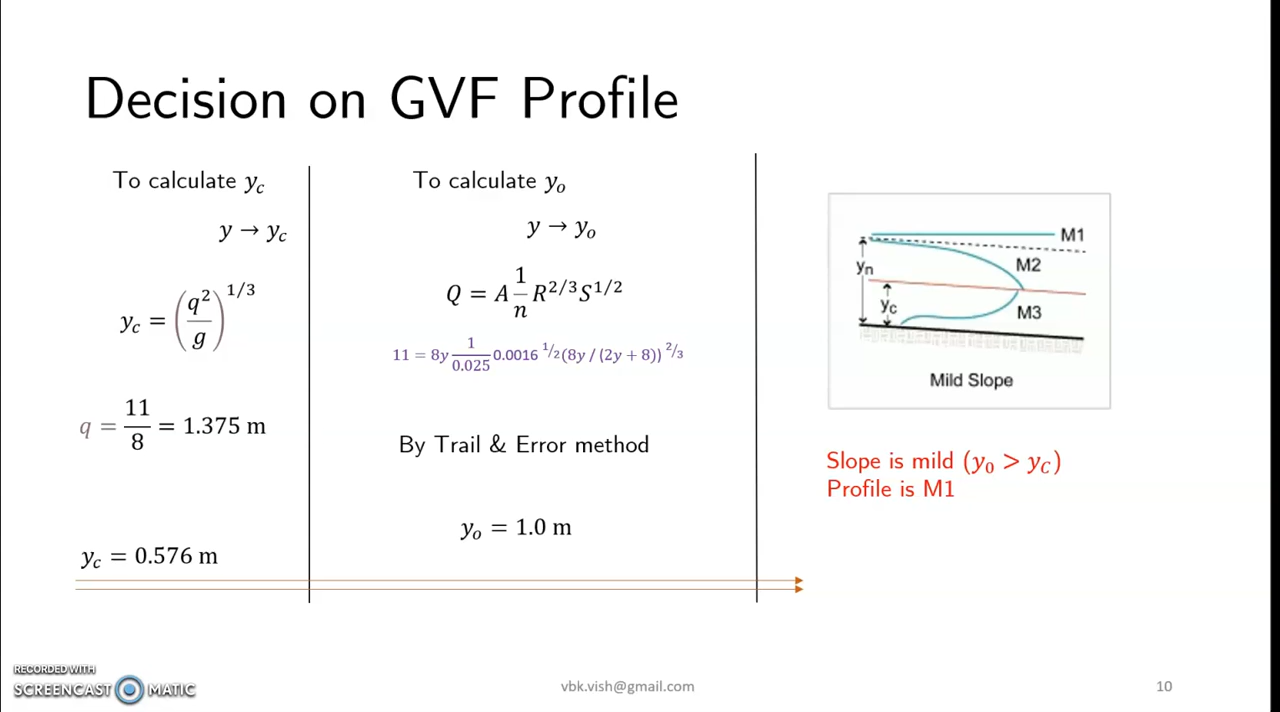 Decision on GVF Profile
To calculate y_c
y → y_c
y_c = (q²/g)^1/3
q = 11/8 = 1.375 m
y_c = 0.576 m
To calculate y_o
y → y_o
Q = A 1/n R^2/3 S^1/2
11 = 8y 1/0.025 0.0016^1/2 (8y / (2y + 8))^2/3
By Trail & Error method
y_o = 1.0 m
M1
yn
M2
yc
M3
Mild Slope
Slope is mild (y_0 > y_C)
Profile is M1
RECORDED WITH
SCREENCAST MATIC
vbk.vish@gmail.com
10